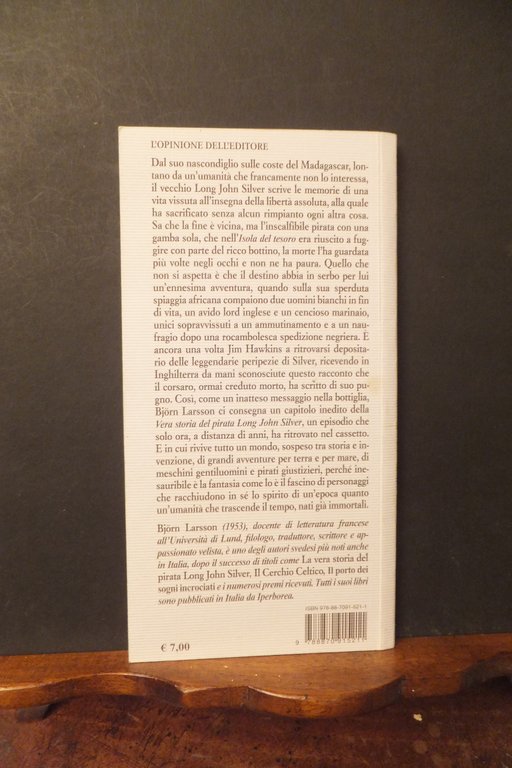 L'OPINIONE DELL'EDITORE
Dal suo nascondiglio sulle coste del Madagascar, lon-
tano da un'umanità che francamente non lo interessa,
il vecchio Long John Silver scrive le memorie di una
vita vissuta all'insegna della libertà assoluta, alla quale
ha sacrificato senza alcun rimpianto ogni altra cosa.
Sa che la fine è vicina, ma l'inscalfibile pirata con una
gamba sola, che nell'Isola del tesoro era riuscito a fug-
gire con parte del ricco bottino, la morte l'ha guardata
più volte negli occhi e non ne ha paura. Quello che
non si aspetta è che il destino abbia in serbo per lui
un'ennesima avventura, quando sulla sua sperduta
spiaggia africana compaiono due uomini bianchi in fin
di vita, un avido lord inglese e un cencioso marinaio,
unici sopravvissuti a un ammutinamento e a un nau-
fragio dopo una rocambolesca spedizione negriera. È
ancora una volta Jim Hawkins a ritrovarsi deposita-
rio delle leggendarie peripezie di Silver, ricevendo in
Inghilterra da mani sconosciute questo racconto che
il corsaro, ormai creduto morto, ha scritto di suo pu-
gno. Così, come un inatteso messaggio nella bottiglia,
Björn Larsson ci consegna un capitolo inedito della
Vera storia del pirata Long John Silver, un episodio che
solo ora, a distanza di anni, ha ritrovato nel cassetto.
E in cui rivive tutto un mondo, sospeso tra storia e in-
venzione, di grandi avventure per terra e per mare, di
meschini gentiluomini e pirati giustizieri, perché ine-
sauribile è la fantasia come lo è il fascino di personaggi
che racchiudono in sé lo spirito di un'epoca quanto
un'umanità che trascende il tempo, nati già immortali.
Björn Larsson (1953), docente di letteratura francese
all'Università di Lund, filologo, traduttore, scrittore e ap-
passionato velista, è uno degli autori svedesi più noti anche
in Italia, dopo il successo di titoli come La vera storia del
pirata Long John Silver, Il Cerchio Celtico, Il porto dei
sogni incrociati e i numerosi premi ricevuti. Tutti i suoi libri
sono pubblicati in Italia da Iperborea.
ISBN 978-88-7091-521-1
9 788870 915211
€ 7,00